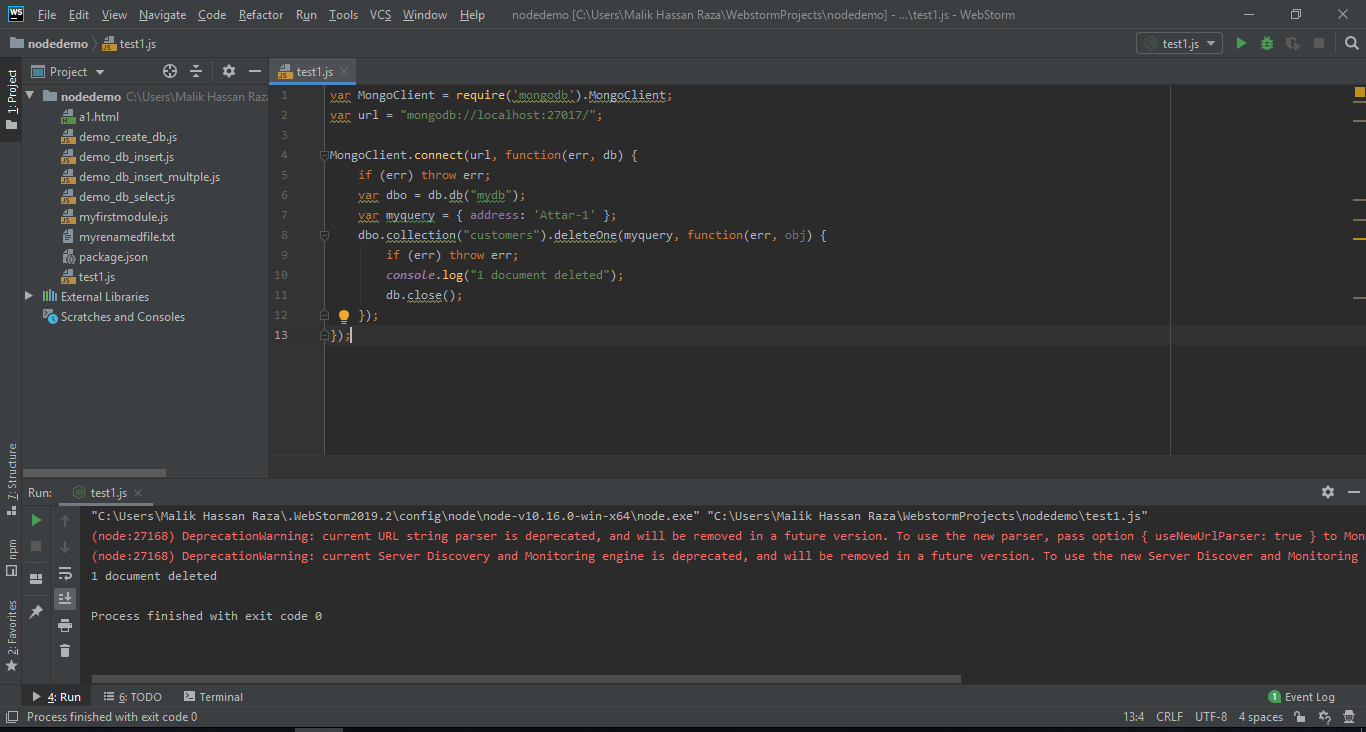 WS File Edit View Navigate Code Refactor Run Tools VCS Window Help nodedemo [C:\Users\Malik Hassan Raza\WebstormProjects\nodedemo] - ...\test1.js - WebStorm
nodedemo test1.js test1.js
1: Project
Project test1.js
nodedemo C:\Users\Malik Hassan Raza
a1.html
demo_create_db.js
demo_db_insert.js
demo_db_insert_multple.js
demo_db_select.js
myfirstmodule.js
myrenamedfile.txt
package.json
test1.js
External Libraries
Scratches and Consoles
1 var MongoClient = require('mongodb').MongoClient;
2 var url = "mongodb://localhost:27017/";
3
4 MongoClient.connect(url, function(err, db) {
5 if (err) throw err;
6 var dbo = db.db("mydb");
7 var myquery = { address: 'Attar-1' };
8 dbo.collection("customers").deleteOne(myquery, function(err, obj) {
9 if (err) throw err;
10 console.log("1 document deleted");
11 db.close();
12 });
13 });
7: Structure
npm
2: Favorites
Run: test1.js
"C:\Users\Malik Hassan Raza\.WebStorm2019.2\config\node\node-v10.16.0-win-x64\node.exe" "C:\Users\Malik Hassan Raza\WebstormProjects\nodedemo\test1.js"
(node:27168) DeprecationWarning: current URL string parser is deprecated, and will be removed in a future version. To use the new parser, pass option { useNewUrlParser: true } to Mon
(node:27168) DeprecationWarning: current Server Discovery and Monitoring engine is deprecated, and will be removed in a future version. To use the new Server Discover and Monitoring
1 document deleted
Process finished with exit code 0
4: Run 6: TODO Terminal 1 Event Log
Process finished with exit code 0 13:4 CRLF UTF-8 4 spaces